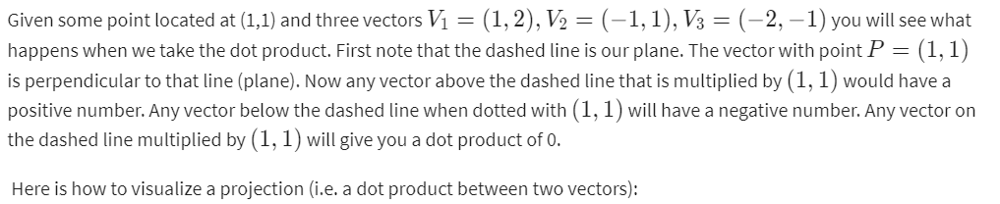 Given some point located at (1,1) and three vectors V₁ = (1, 2), V₂ = (−1, 1), V₃ = (−2, −1) you will see what
happens when we take the dot product. First note that the dashed line is our plane. The vector with point P = (1, 1)
is perpendicular to that line (plane). Now any vector above the dashed line that is multiplied by (1, 1) would have a
positive number. Any vector below the dashed line when dotted with (1, 1) will have a negative number. Any vector on
the dashed line multiplied by (1, 1) will give you a dot product of 0.
Here is how to visualize a projection (i.e. a dot product between two vectors):